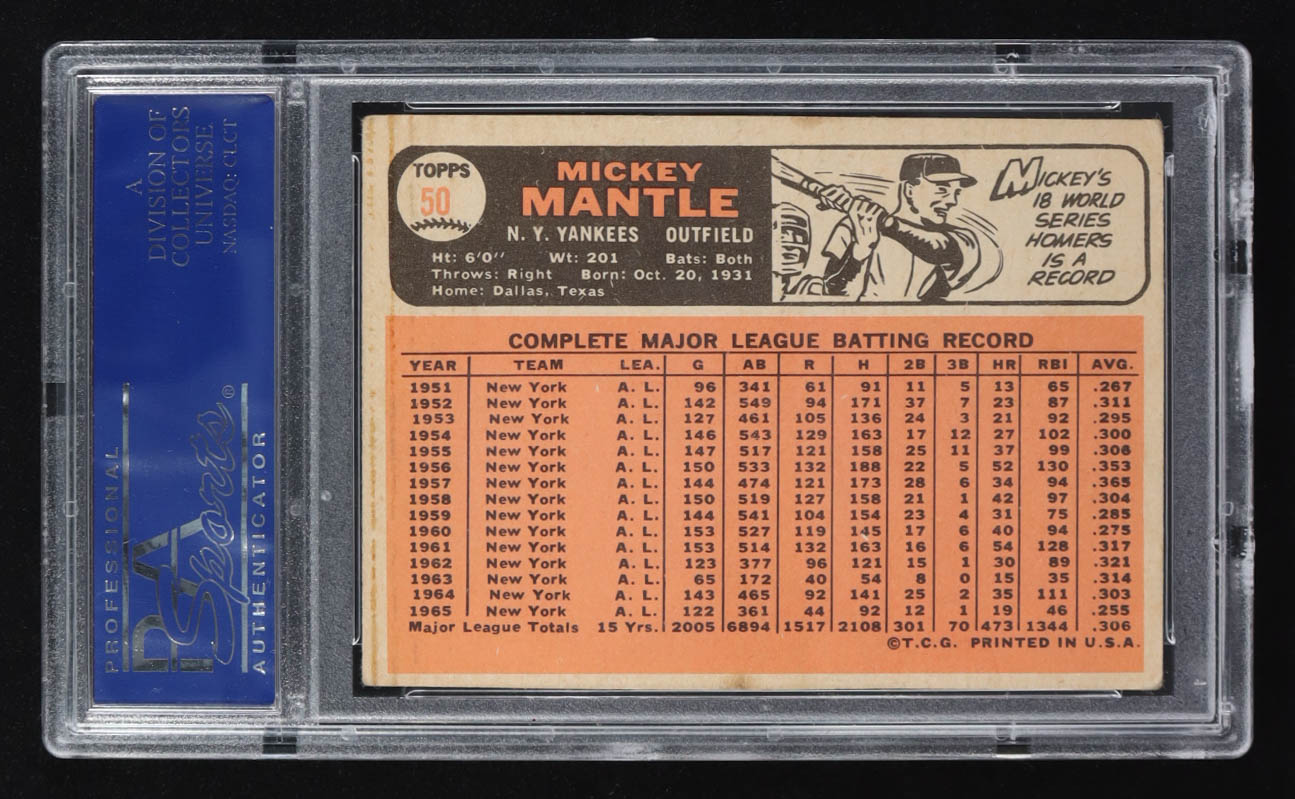 A
DIVISION OF
COLLECTORS
UNIVERSE
NASDAQ: CLCT
PROFESSIONAL
PSA
Sports®
AUTHENTICATOR
TOPPS
50
MICKEY
MANTLE
N. Y. YANKEES OUTFIELD
Ht: 6'0" Wt: 201 Bats: Both
Throws: Right Born: Oct. 20, 1931
Home: Dallas, Texas
MICKEY'S
18 WORLD
SERIES
HOMERS
IS A
RECORD
COMPLETE MAJOR LEAGUE BATTING RECORD
YEAR TEAM LEA. G AB R H 2B 3B HR RBI AVG.
1951 New York A. L. 96 341 61 91 11 5 13 65 .267
1952 New York A. L. 142 549 94 171 37 7 23 87 .311
1953 New York A. L. 127 461 105 136 24 3 21 92 .295
1954 New York A. L. 146 543 129 163 17 12 27 102 .300
1955 New York A. L. 147 517 121 158 25 11 37 99 .306
1956 New York A. L. 150 533 132 188 22 5 52 130 .353
1957 New York A. L. 144 474 121 173 28 6 34 94 .365
1958 New York A. L. 150 519 127 158 21 1 42 97 .304
1959 New York A. L. 144 541 104 154 23 4 31 75 .285
1960 New York A. L. 153 527 119 145 17 6 40 94 .275
1961 New York A. L. 153 514 132 163 16 6 54 128 .317
1962 New York A. L. 123 377 96 121 15 1 30 89 .321
1963 New York A. L. 65 172 40 54 8 0 15 35 .314
1964 New York A. L. 143 465 92 141 25 2 35 111 .303
1965 New York A. L. 122 361 44 92 12 1 19 46 .255
Major League Totals 15 Yrs. 2005 6894 1517 2108 301 70 473 1344 .306
©T.C.G. PRINTED IN U.S.A.